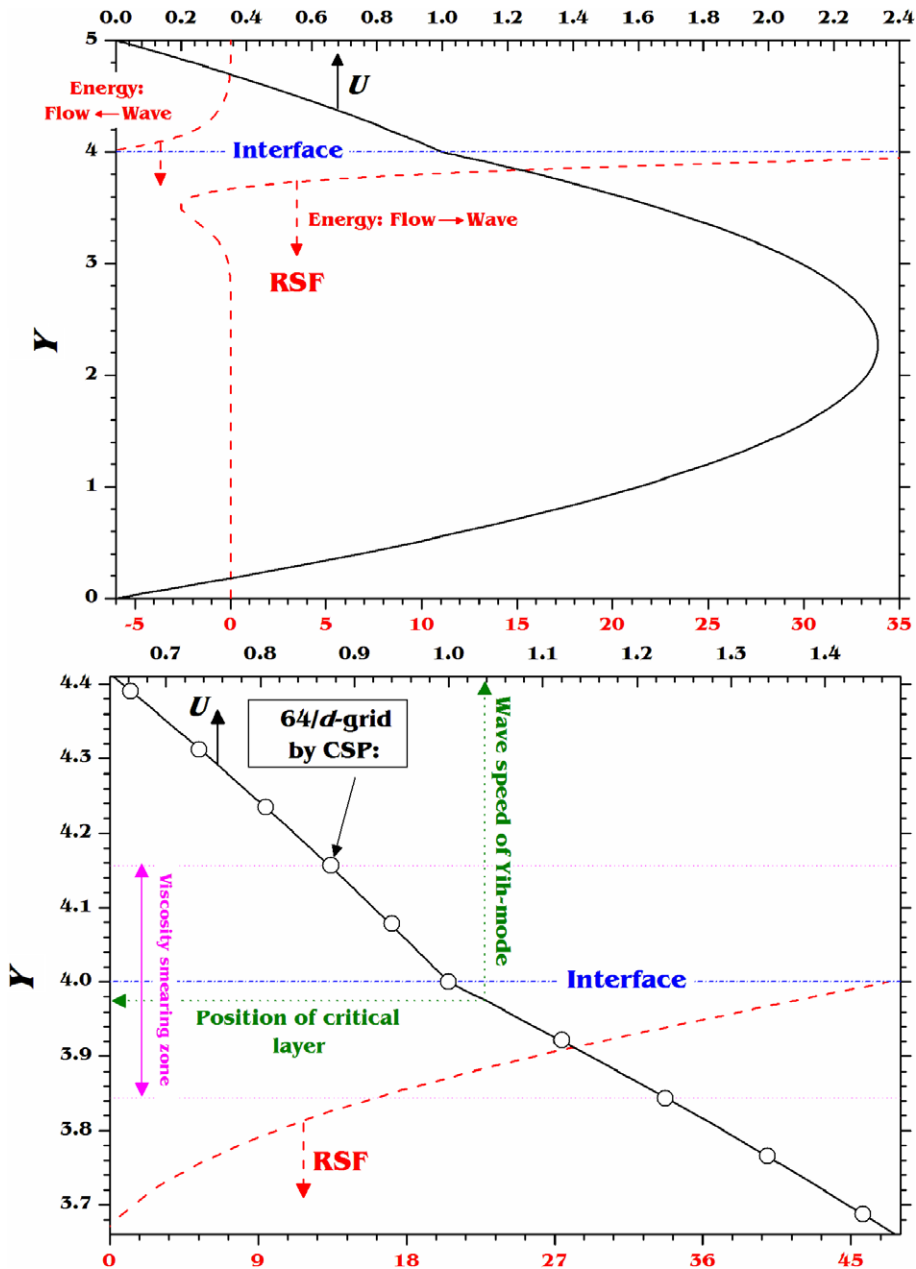 0.0 0.2 0.4 0.6 0.8 1.0 1.2 1.4 1.6 1.8 2.0 2.2 2.4
5
U
Energy:
Flow ← Wave
4
Interface
Energy: Flow → Wave
RSF
3
Y
2
1
0
-5 0 5 10 15 20 25 30 35
0.7 0.8 0.9 1.0 1.1 1.2 1.3 1.4
4.4
U
64/d-grid
by CSP:
Wave speed of Yih-mode
4.3
4.2
Viscosity smearing zone
4.1
Y
4.0
Interface
Position of critical
layer
3.9
3.8
RSF
3.7
0 9 18 27 36 45